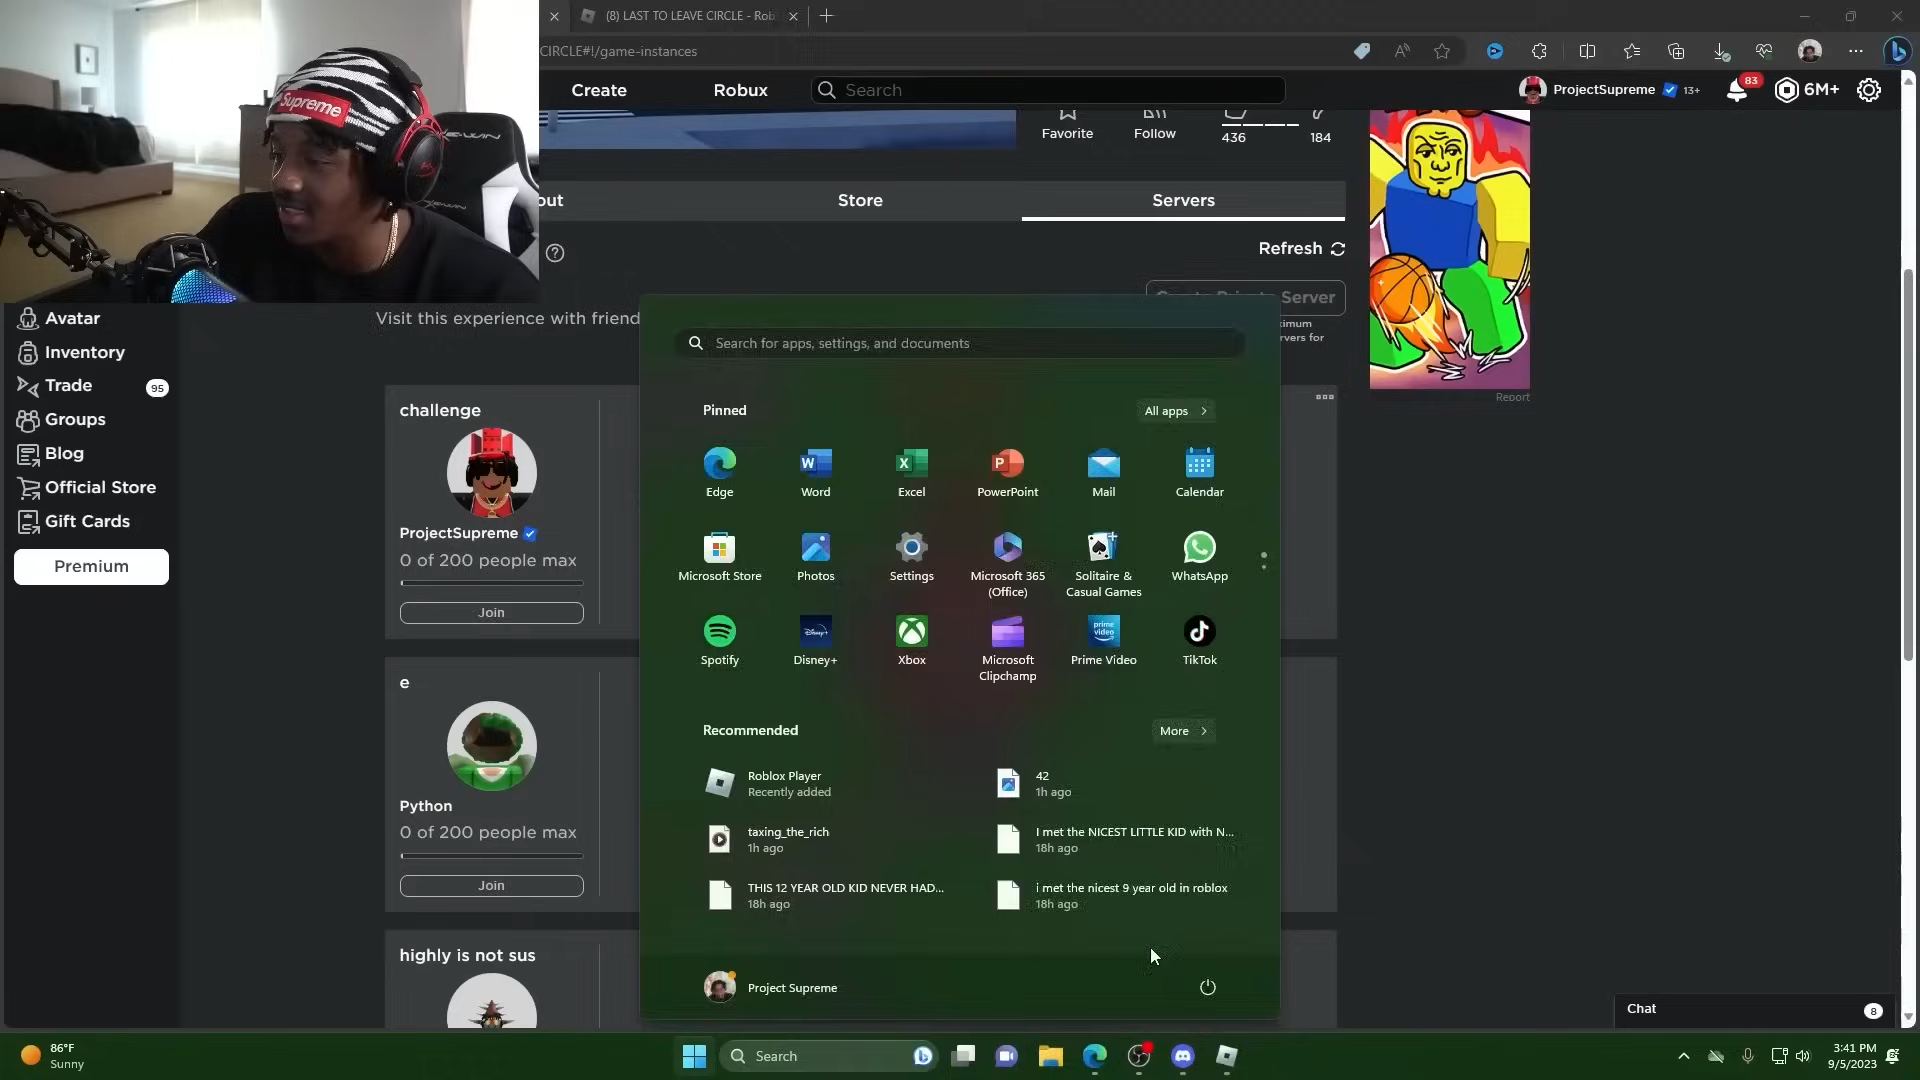 (8) LAST TO LEAVE CIRCLE - Rob
CIRCLE#!/game-instances
Create
Robux
Search
ProjectSupreme
13+
83
6M+
Supreme
Favorite
Follow
436
184
out
Store
Servers
Refresh
Server
ximum
rvers for
Visit this experience with friend
Report
Avatar
Inventory
Trade
95
Groups
Blog
Official Store
Gift Cards
Premium
challenge
ProjectSupreme
0 of 200 people max
Join
e
Python
0 of 200 people max
Join
highly is not sus
Search for apps, settings, and documents
Pinned
All apps
Edge
Word
Excel
PowerPoint
Mail
Calendar
Microsoft Store
Photos
Settings
Microsoft 365
(Office)
Solitaire &
Casual Games
WhatsApp
Spotify
Disney+
Xbox
Microsoft
Clipchamp
prime
video
Prime Video
TikTok
Recommended
More
Roblox Player
Recently added
42
1h ago
taxing_the_rich
1h ago
I met the NICEST LITTLE KID with N...
18h ago
THIS 12 YEAR OLD KID NEVER HAD...
18h ago
i met the nicest 9 year old in roblox
18h ago
Project Supreme
Chat
8
86°F
Sunny
Search
3:41 PM
9/5/2023